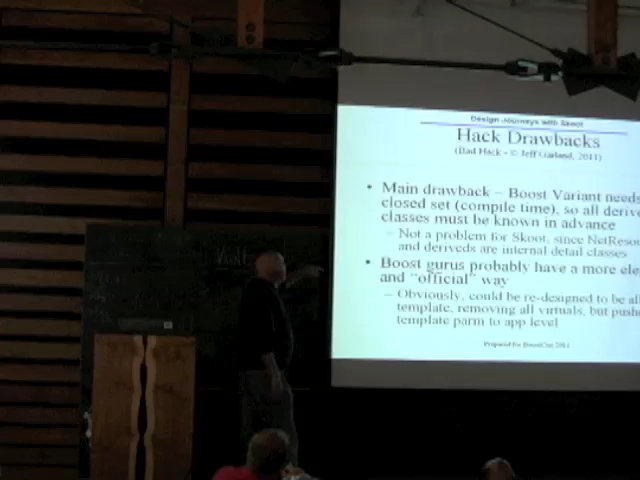 Design Journeys with Skoot
Hack Drawbacks
(Bad Hack - © Jeff Garland, 2011)
• Main drawback – Boost Variant needs
closed set (compile time), so all derive
classes must be known in advance
– Not a problem for Skoot, since NetReso
and deriveds are internal detail classes
• Boost gurus probably have a more ele
and "official" way
– Obviously, could be re-designed to be all
template, removing all virtuals, but push
template parm to app level
Prepared for BoostCon 2011